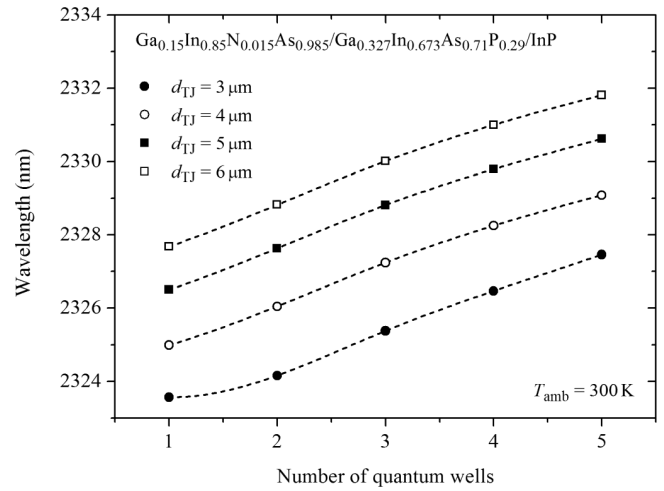 Ga0.15In0.85N0.015As0.985/Ga0.327In0.673As0.71P0.29/InP
dTJ = 3 μm
dTJ = 4 μm
dTJ = 5 μm
dTJ = 6 μm
Tamb = 300 K
Wavelength (nm)
2334
2332
2330
2328
2326
2325
2324
1
2
3
4
5
Number of quantum wells